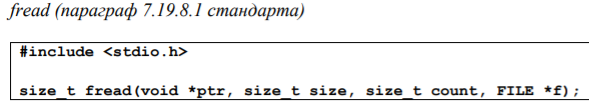 fread (параграф 7.19.8.1 стандарта)
#include <stdio.h>
size_t fread(void *ptr, size_t size, size_t count, FILE *f);